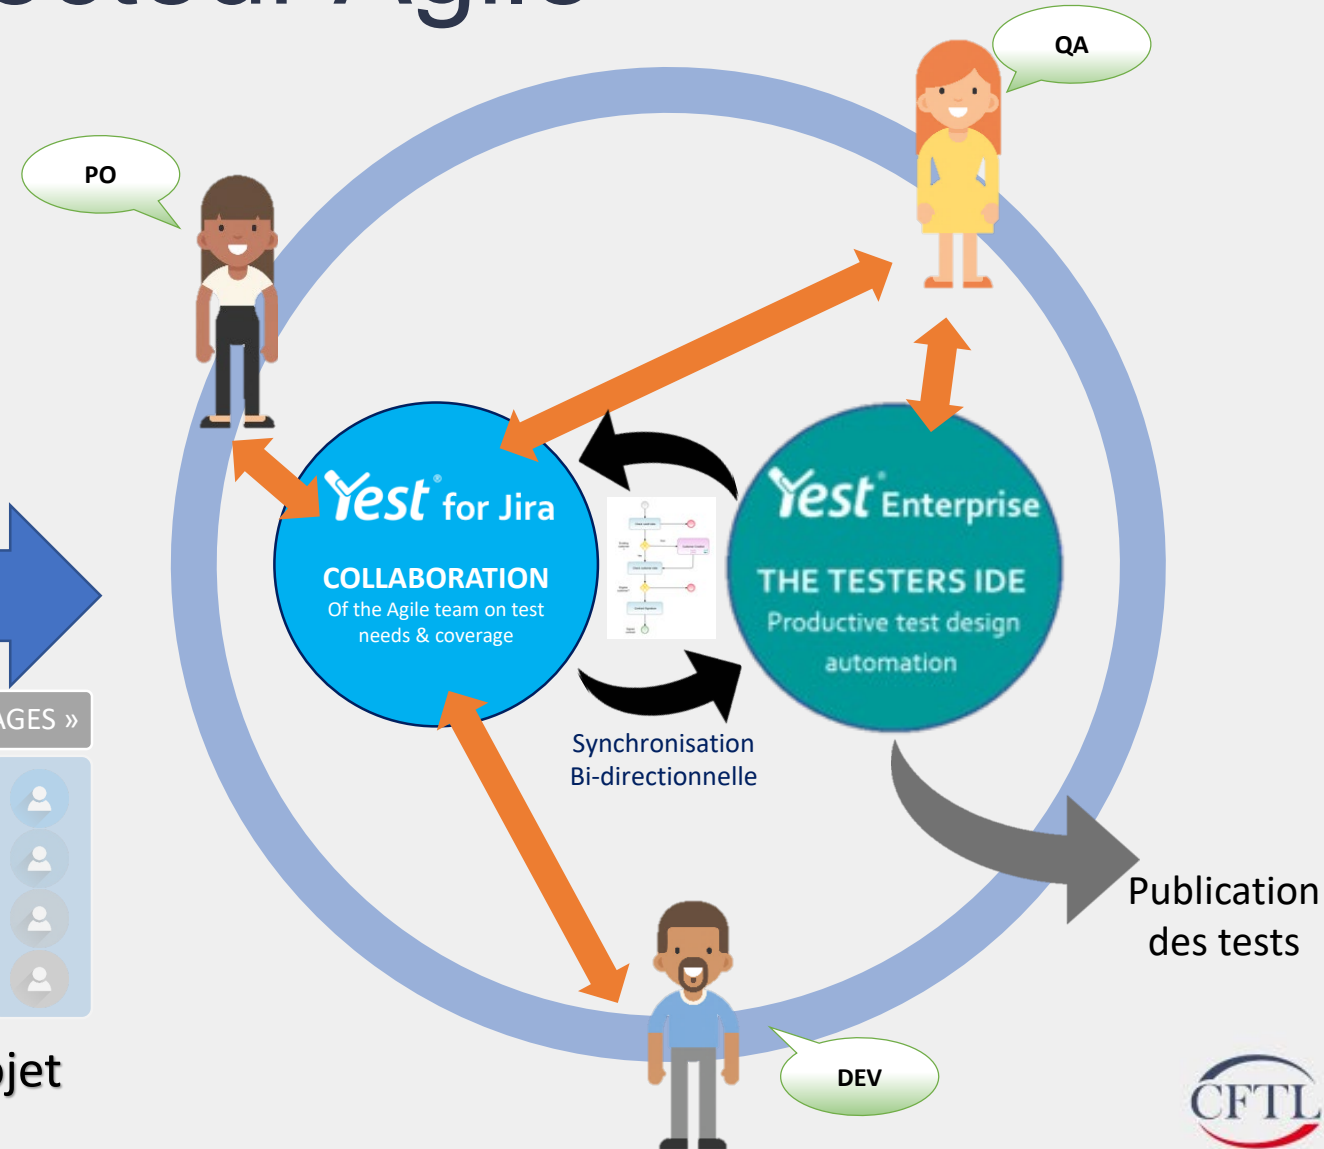 Agile
QA
PO
Yest® for Jira
COLLABORATION
Of the Agile team on test
needs & coverage
Yest® Enterprise
THE TESTERS IDE
Productive test design
automation
Synchronisation
Bi-directionnelle
AGES »
Publication
des tests
jet
DEV
CFTL